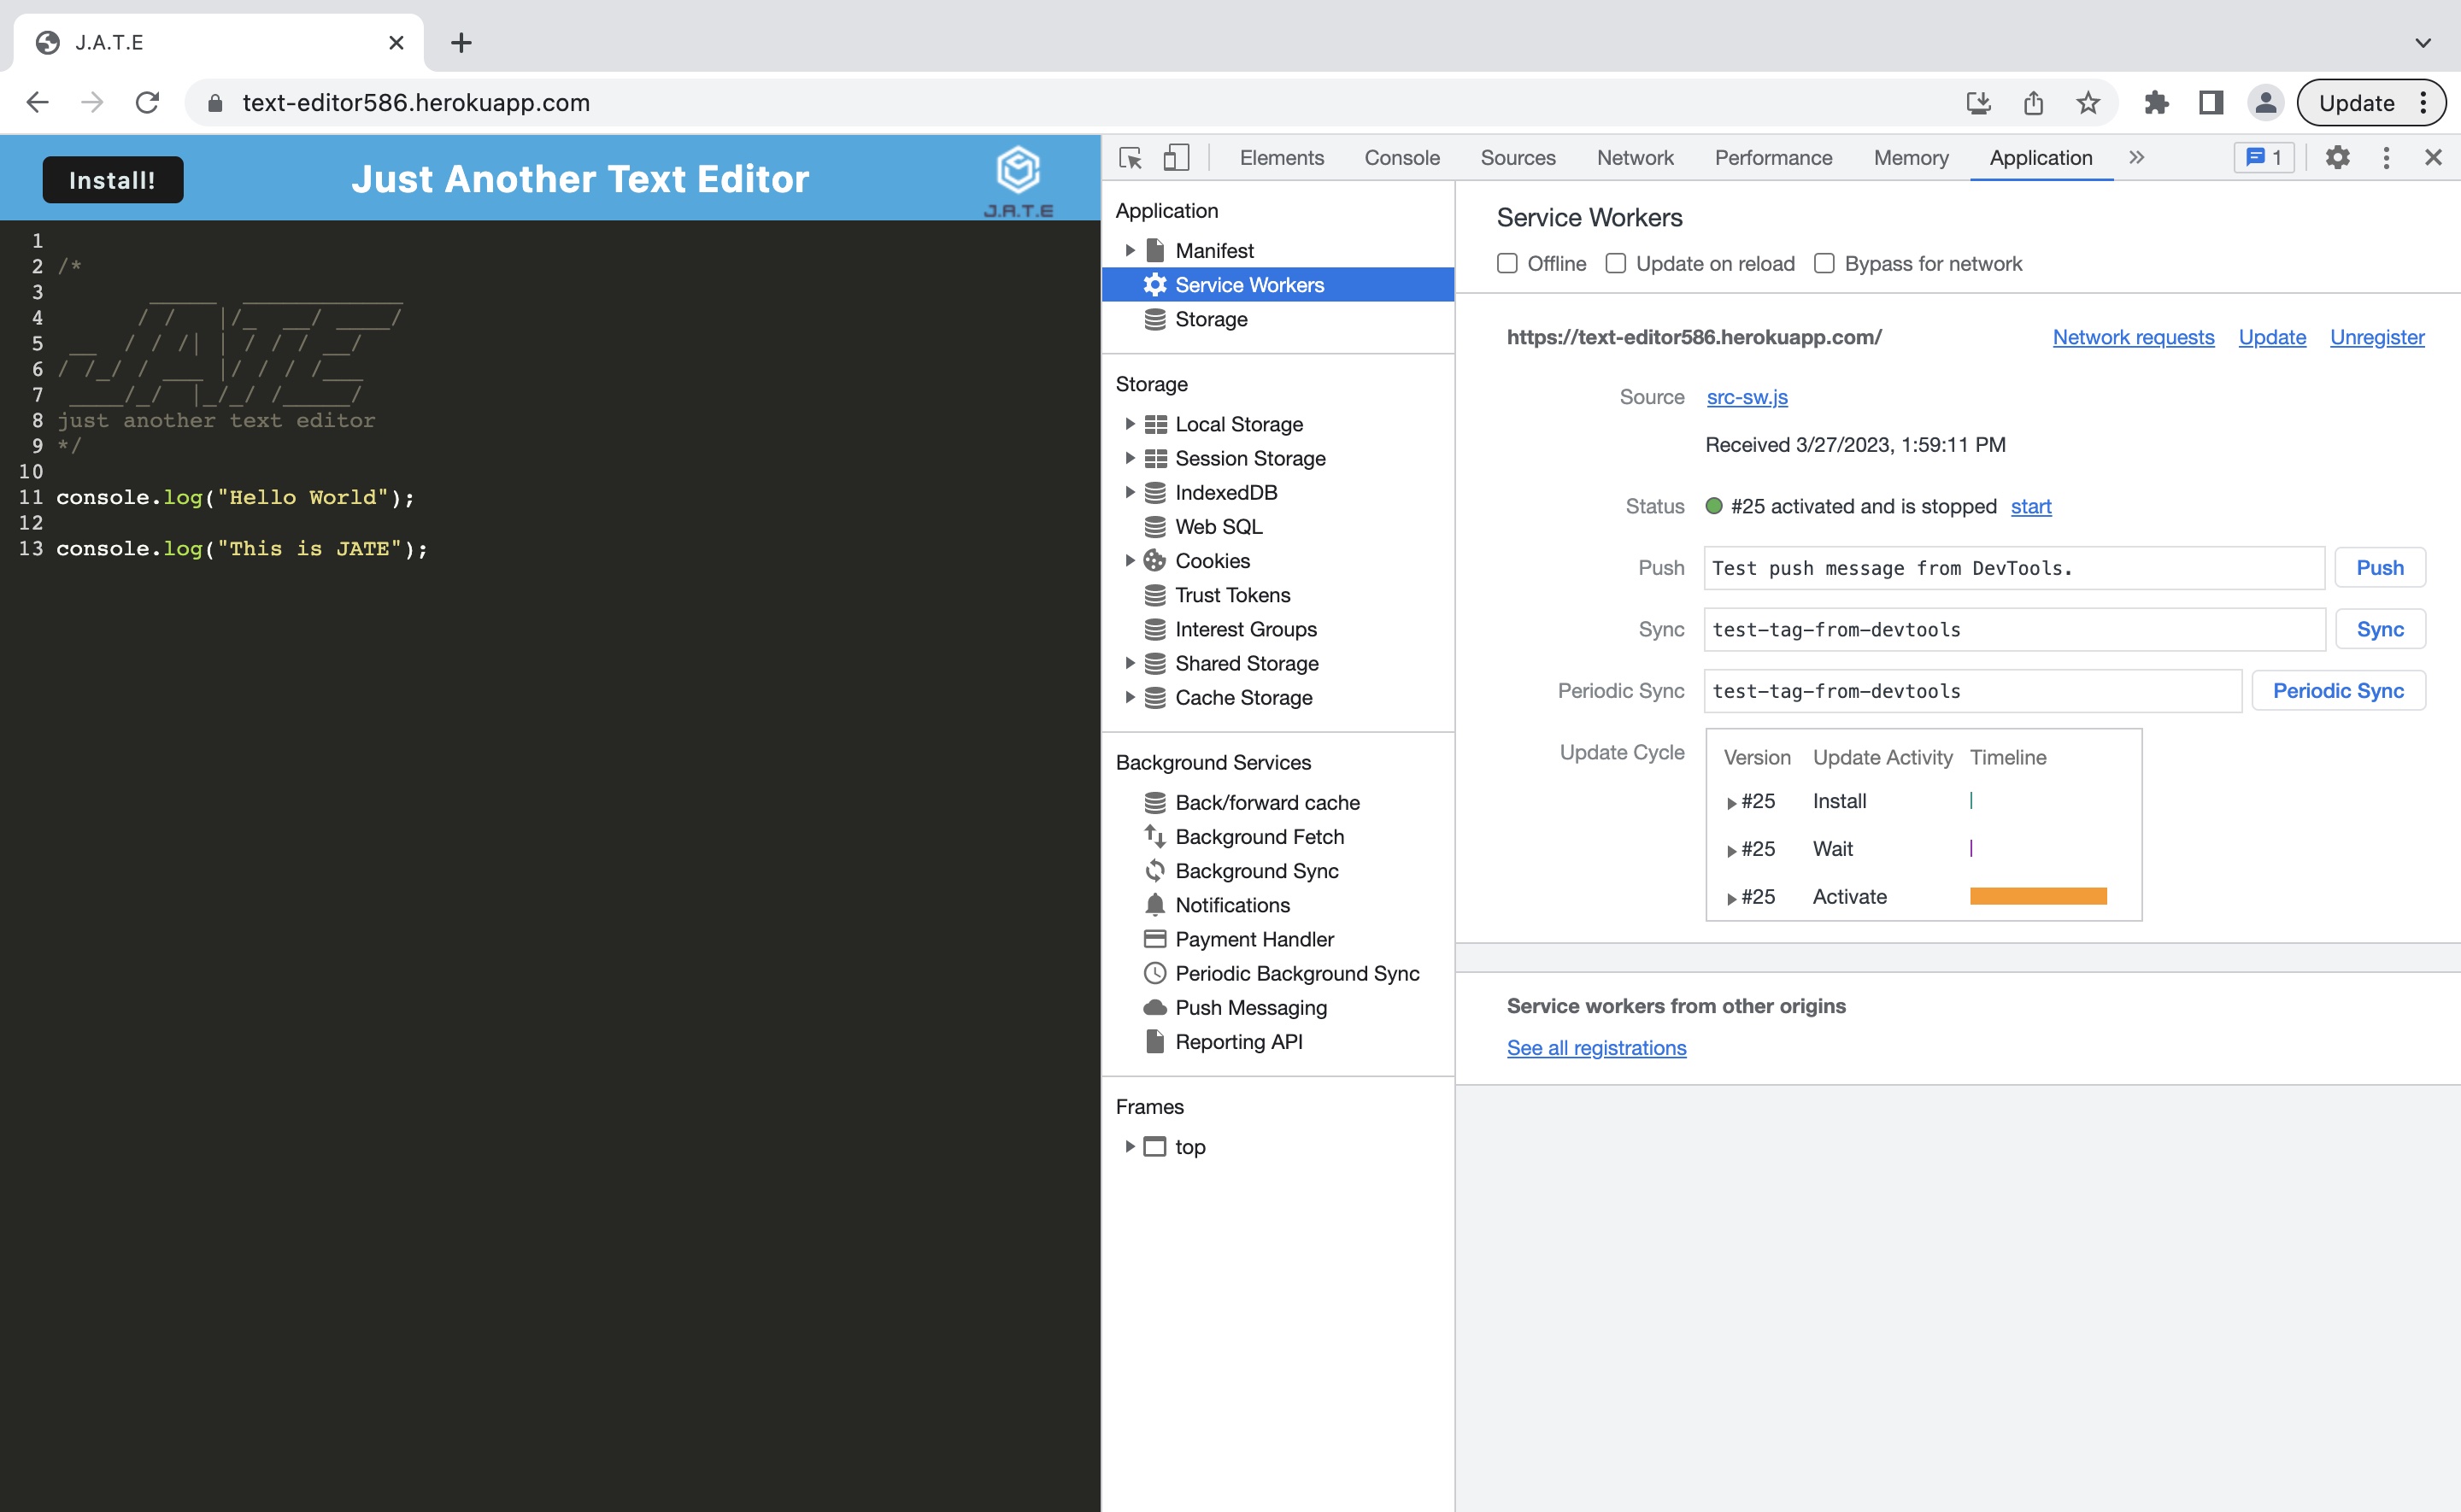 J.A.T.E
text-editor586.herokuapp.com
Update
Install!
Just Another Text Editor
J.A.T.E
1
2 /*
3
4
5
6
7
8 just another text editor
9 */
10
11 console.log("Hello World");
12
13 console.log("This is JATE");
Elements Console Sources Network Performance Memory Application 1
Application
Manifest
Service Workers
Storage
Storage
Local Storage
Session Storage
IndexedDB
Web SQL
Cookies
Trust Tokens
Interest Groups
Shared Storage
Cache Storage
Background Services
Back/forward cache
Background Fetch
Background Sync
Notifications
Payment Handler
Periodic Background Sync
Push Messaging
Reporting API
Frames
top
Service Workers
Offline Update on reload Bypass for network
https://text-editor586.herokuapp.com/ Network requests Update Unregister
Source src-sw.js
Received 3/27/2023, 1:59:11 PM
Status #25 activated and is stopped start
Push Test push message from DevTools. Push
Sync test-tag-from-devtools Sync
Periodic Sync test-tag-from-devtools Periodic Sync
Update Cycle Version Update Activity Timeline
#25 Install
#25 Wait
#25 Activate
Service workers from other origins
See all registrations